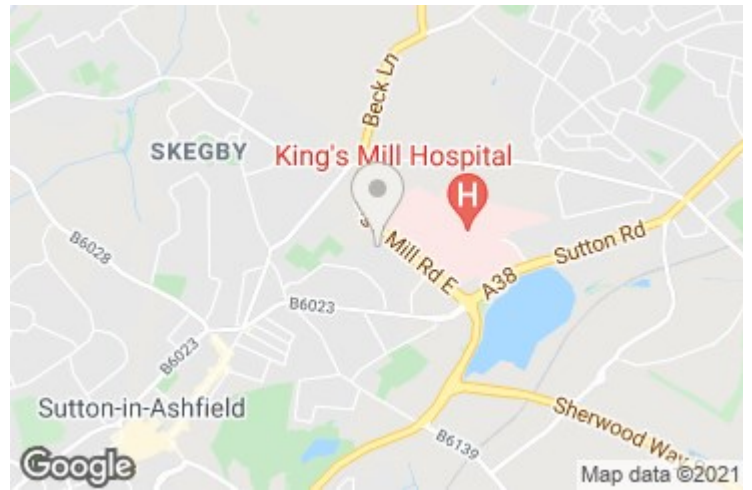 Beck Ln
SKEGBY
King's Mill Hospital
H
Mill Rd E
B6028
Sutton Rd
A38
B6023
B6023
Sutton-in-Ashfield
Sherwood Way
B6139
Google
Map data ©2021